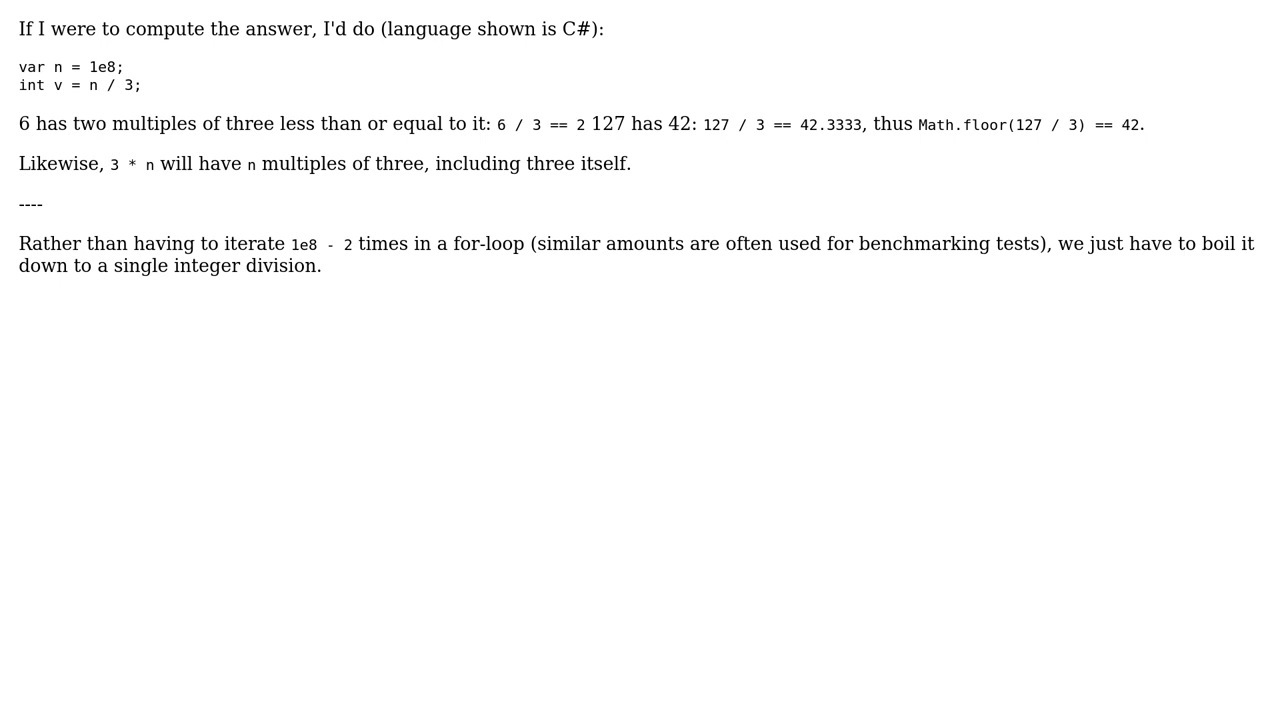 If I were to compute the answer, I'd do (language shown is C#):
var n = 1e8;
int v = n / 3;
6 has two multiples of three less than or equal to it: 6 / 3 == 2 127 has 42: 127 / 3 == 42.3333, thus Math.floor(127 / 3) == 42.
Likewise, 3 * n will have n multiples of three, including three itself.
----
Rather than having to iterate 1e8 - 2 times in a for-loop (similar amounts are often used for benchmarking tests), we just have to boil it
down to a single integer division.